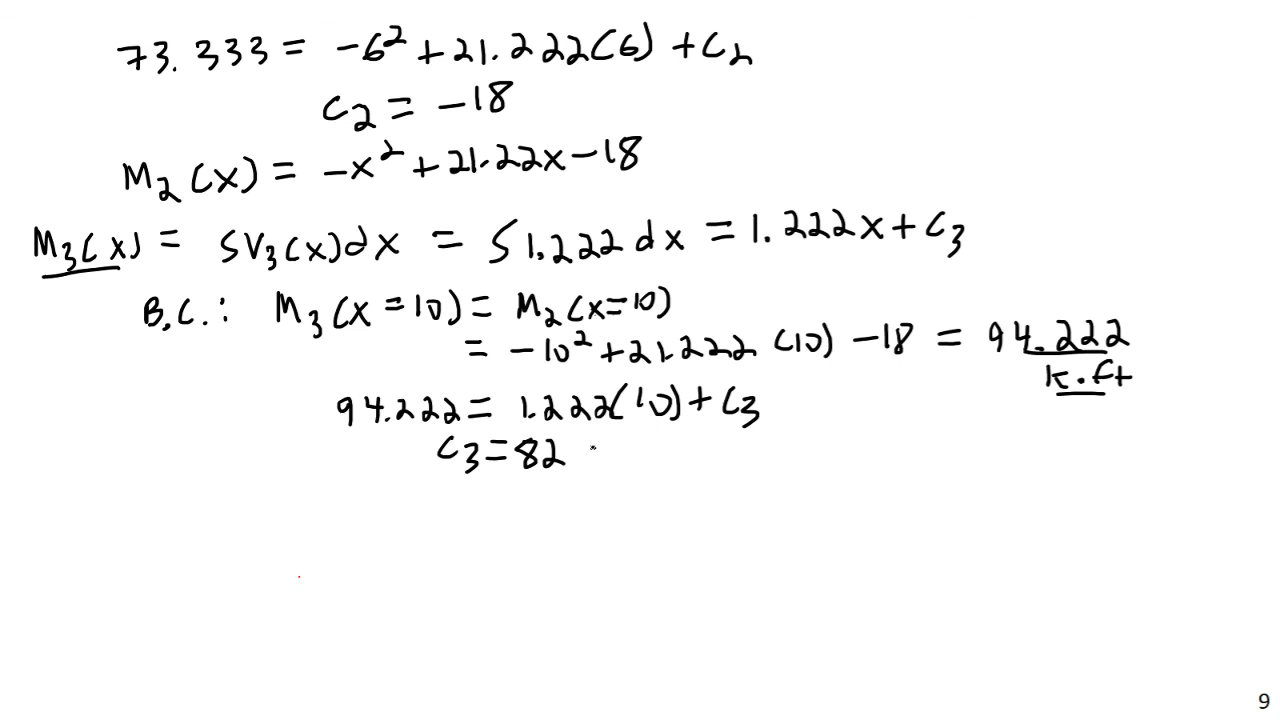 73.333 = -6² + 21.222(6) + C₂
C₂ = -18
M₂(x) = -x² + 21.22x - 18
M₃(x) = ∫V₃(x)dx = ∫1.222dx = 1.222x + C₃
B.C.: M₃(x=10) = M₂(x=10)
= -10² + 21.222(10) - 18 = 94.222
k.ft
94.222 = 1.222(10) + C₃
C₃ = 82
9